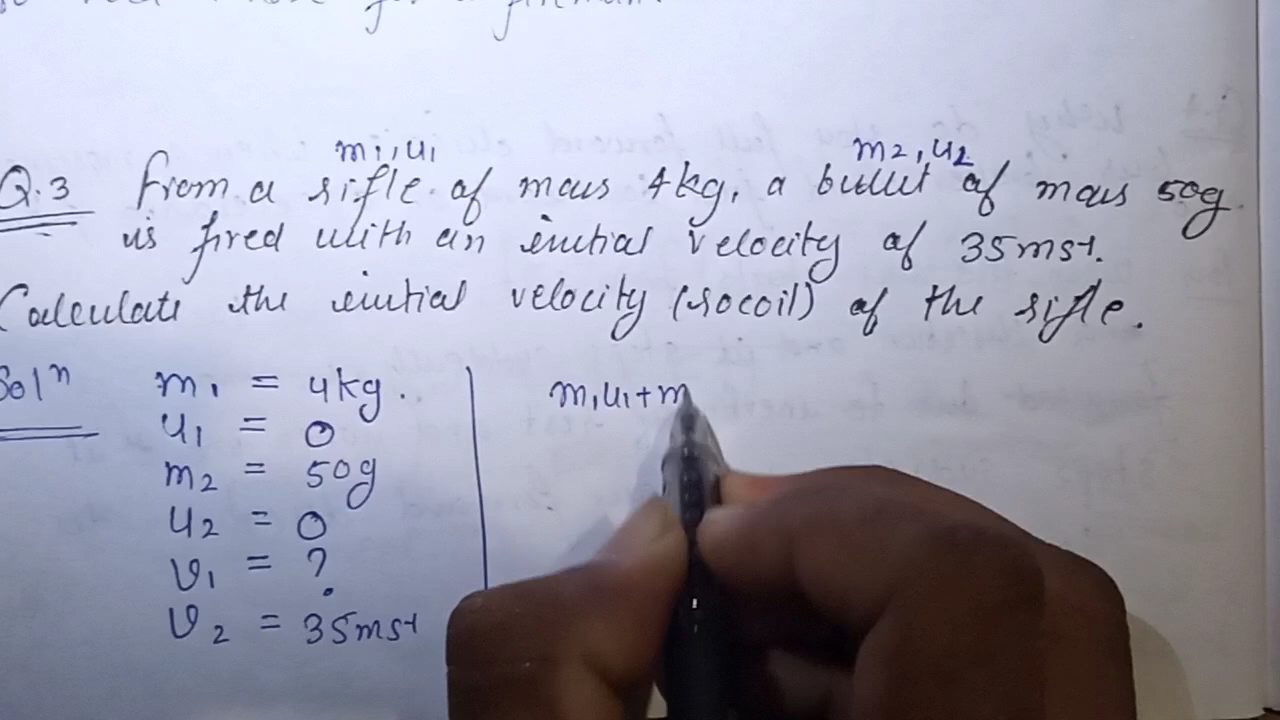 m1,u1 m2,u2
Q.3 From a rifle of mass 4kg, a bullet of mass 50g
is fired with an initial velocity of 35ms-1.
Calculate the initial velocity (recoil) of the rifle.
Soln m1 = 4kg. m1u1+m
u1 = 0
m2 = 50g
u2 = 0
v1 = ?
v2 = 35ms-1